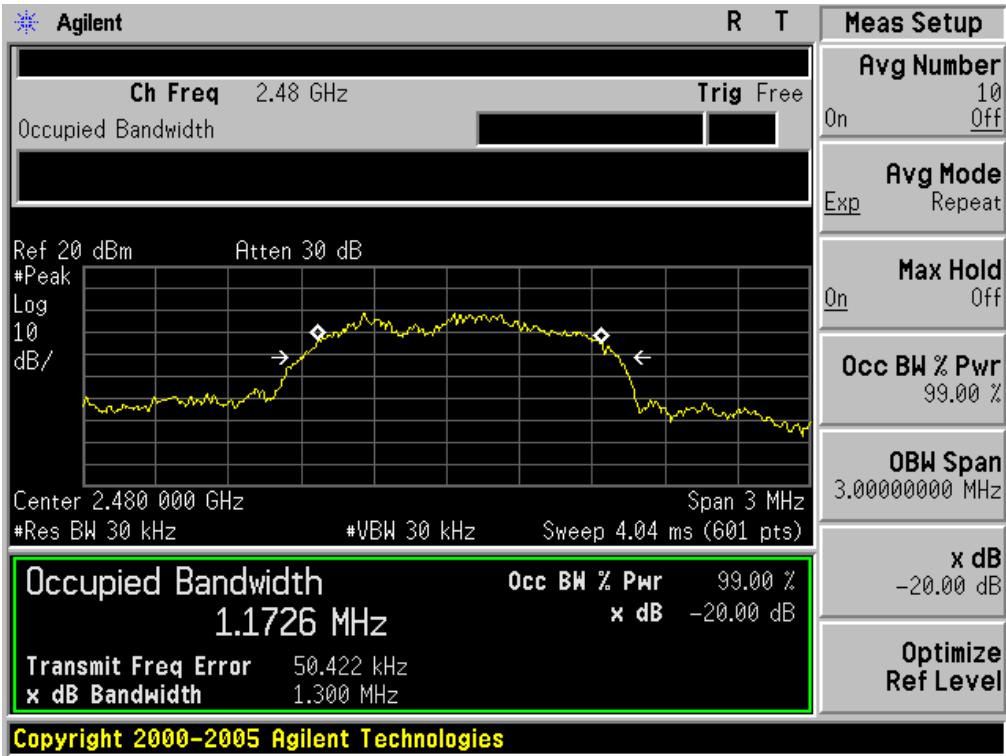 Agilent R T
Ch Freq 2.48 GHz Trig Free
Occupied Bandwidth
Ref 20 dBm Atten 30 dB
#Peak
Log
10
dB/
Center 2.480 000 GHz Span 3 MHz
#Res BW 30 kHz #VBW 30 kHz Sweep 4.04 ms (601 pts)
Occupied Bandwidth Occ BW % Pwr 99.00 %
1.1726 MHz x dB -20.00 dB
Transmit Freq Error 50.422 kHz
x dB Bandwidth 1.300 MHz
Copyright 2000-2005 Agilent Technologies
Meas Setup
Avg Number
10
On Off
Avg Mode
Exp Repeat
Max Hold
On Off
Occ BW % Pwr
99.00 %
OBW Span
3.00000000 MHz
x dB
-20.00 dB
Optimize
Ref Level